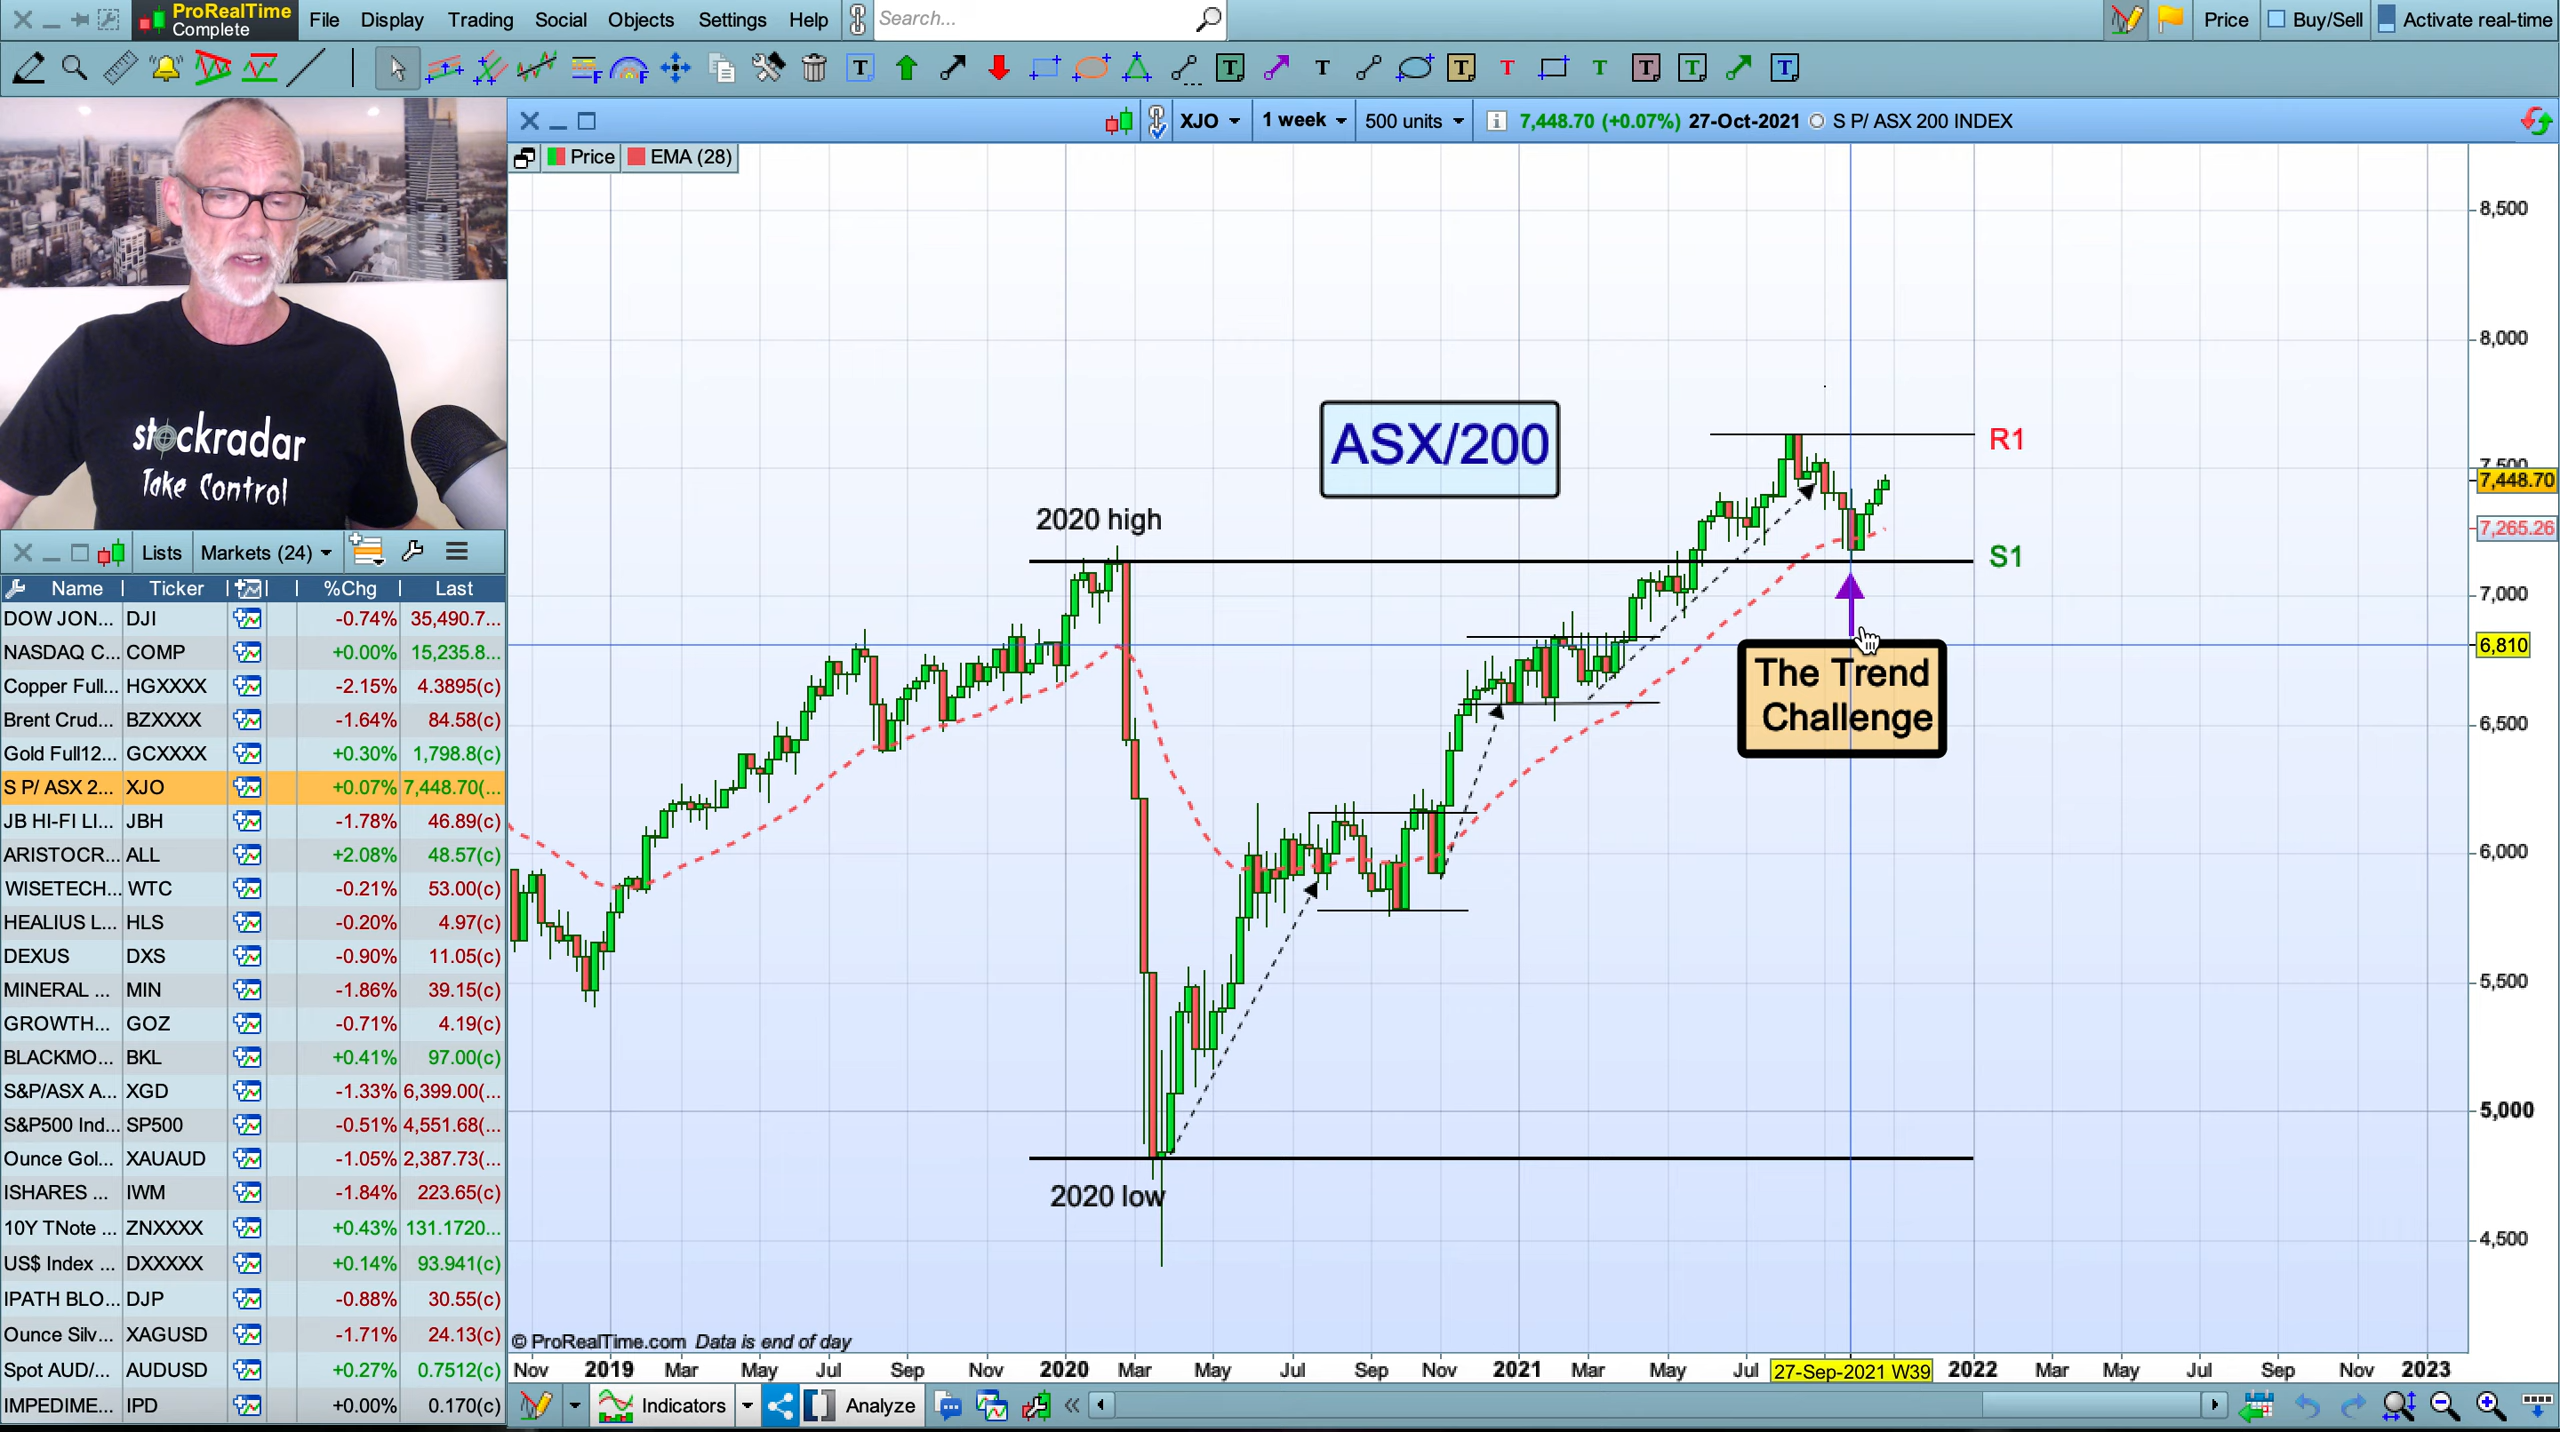 ProRealTime
Complete
File Display Trading Social Objects Settings Help
Search...
Price Buy/Sell Activate real-time
XJO 1 week 500 units 7,448.70 (+0.07%) 27-Oct-2021 S P/ ASX 200 INDEX
Price EMA (28)
stockradar
Take Control
Lists Markets (24)
Name Ticker %Chg Last
DOW JON... DJI -0.74% 35,490.7...
NASDAQ C... COMP +0.00% 15,235.8...
Copper Full... HGXXXX -2.15% 4.3895(c)
Brent Crud... BZXXXX -1.64% 84.58(c)
Gold Full12... GCXXXX +0.30% 1,798.8(c)
S P/ ASX 2... XJO +0.07% 7,448.70(...
JB HI-FI LI... JBH -1.78% 46.89(c)
ARISTOCR... ALL +2.08% 48.57(c)
WISETECH... WTC -0.21% 53.00(c)
HEALIUS L... HLS -0.20% 4.97(c)
DEXUS DXS -0.90% 11.05(c)
MINERAL ... MIN -1.86% 39.15(c)
GROWTH... GOZ -0.71% 4.19(c)
BLACKMO... BKL +0.41% 97.00(c)
S&P/ASX A... XGD -1.33% 6,399.00(...
S&P500 Ind... SP500 -0.51% 4,551.68(...
Ounce Gol... XAUAUD -1.05% 2,387.73(...
ISHARES ... IWM -1.84% 223.65(c)
10Y TNote ... ZNXXXX +0.43% 131.1720...
US$ Index ... DXXXXX +0.14% 93.941(c)
IPATH BLO... DJP -0.88% 30.55(c)
Ounce Silv... XAGUSD -1.71% 24.13(c)
Spot AUD/... AUDUSD +0.27% 0.7512(c)
IMPEDIME... IPD +0.00% 0.170(c)
ASX/200
2020 high
R1
S1
The Trend
Challenge
2020 low
8,500
8,000
7,500
7,448.70
7,265.26
7,000
6,810
6,500
6,000
5,500
5,000
4,500
© ProRealTime.com Data is end of day
Nov 2019 Mar May Jul Sep Nov 2020 Mar May Jul Sep Nov 2021 Mar May Jul 27-Sep-2021 W39 2022 Mar May Jul Sep Nov 2023
Indicators Analyze